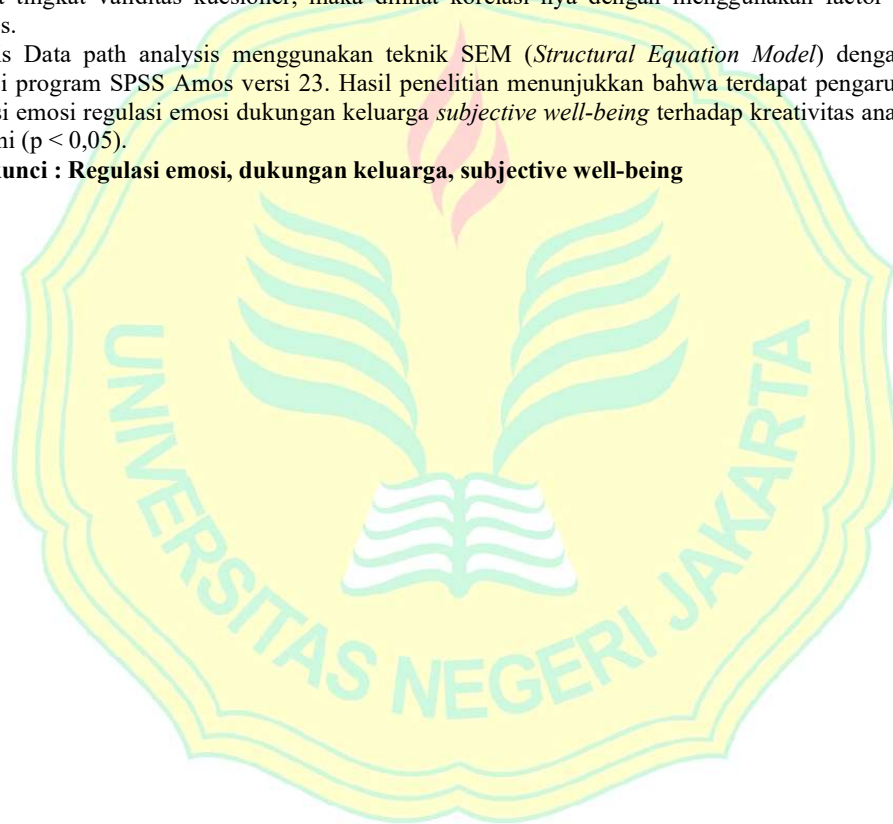 tingkat validitas kuesioner, maka dilihat korelasi nya dengan menggunakan factor
s.
is Data path analysis menggunakan teknik SEM (Structural Equation Model) denga
i program SPSS Amos versi 23. Hasil penelitian menunjukkan bahwa terdapat pengaru
si emosi regulasi emosi dukungan keluarga subjective well-being terhadap kreativitas ana
ni (p < 0,05).
unci : Regulasi emosi, dukungan keluarga, subjective well-being
UNIVERSITAS NEGERI JAKARTA